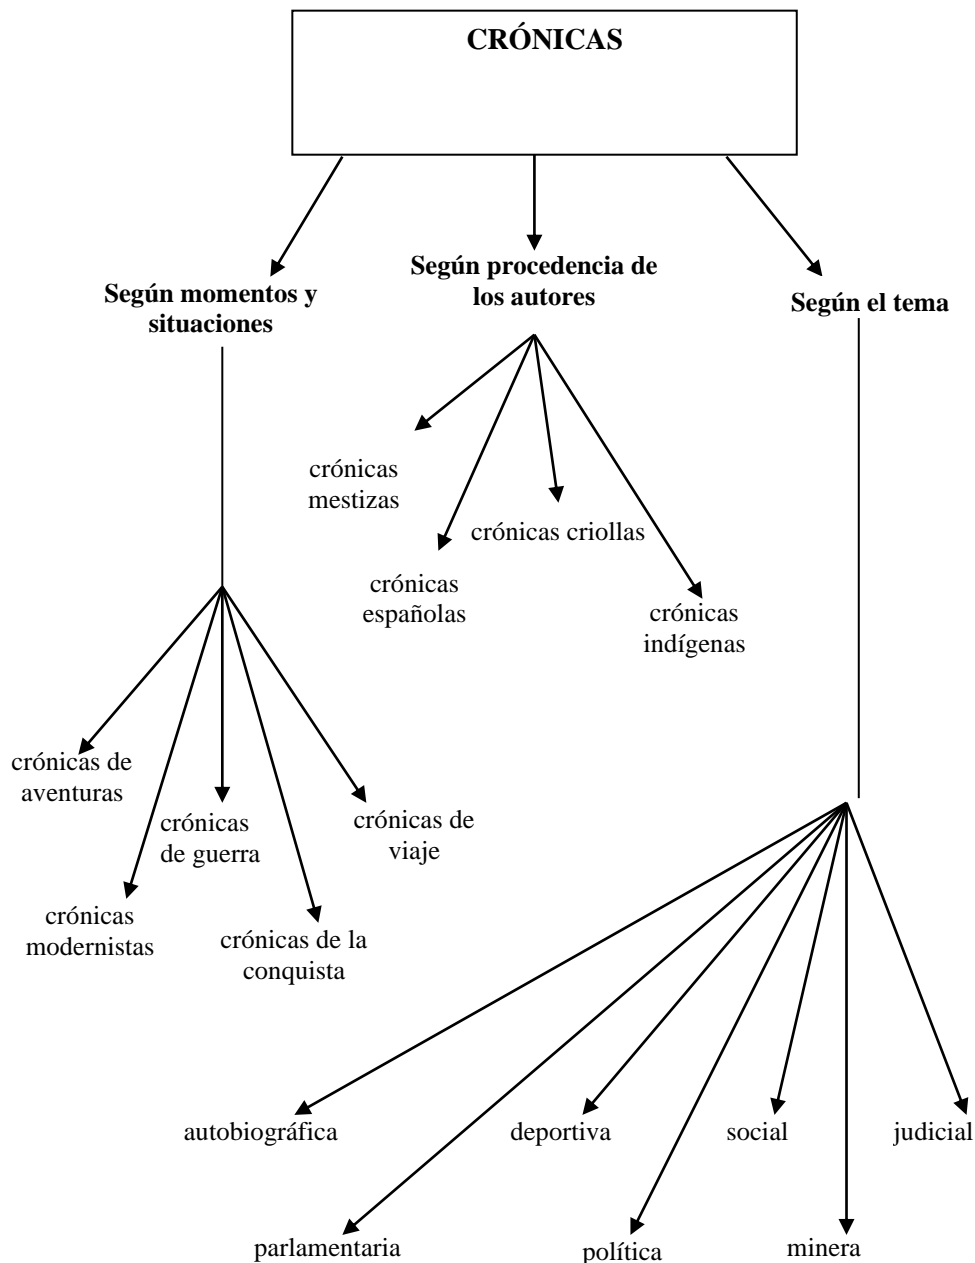 CRÓNICAS
Según momentos y
situaciones
Según procedencia de
los autores
Según el tema
crónicas
mestizas
crónicas criollas
crónicas
españolas
crónicas
indígenas
crónicas de
aventuras
crónicas
de guerra
crónicas de
viaje
crónicas
modernistas
crónicas de la
conquista
autobiográfica
deportiva
social
judicial
parlamentaria
política
minera